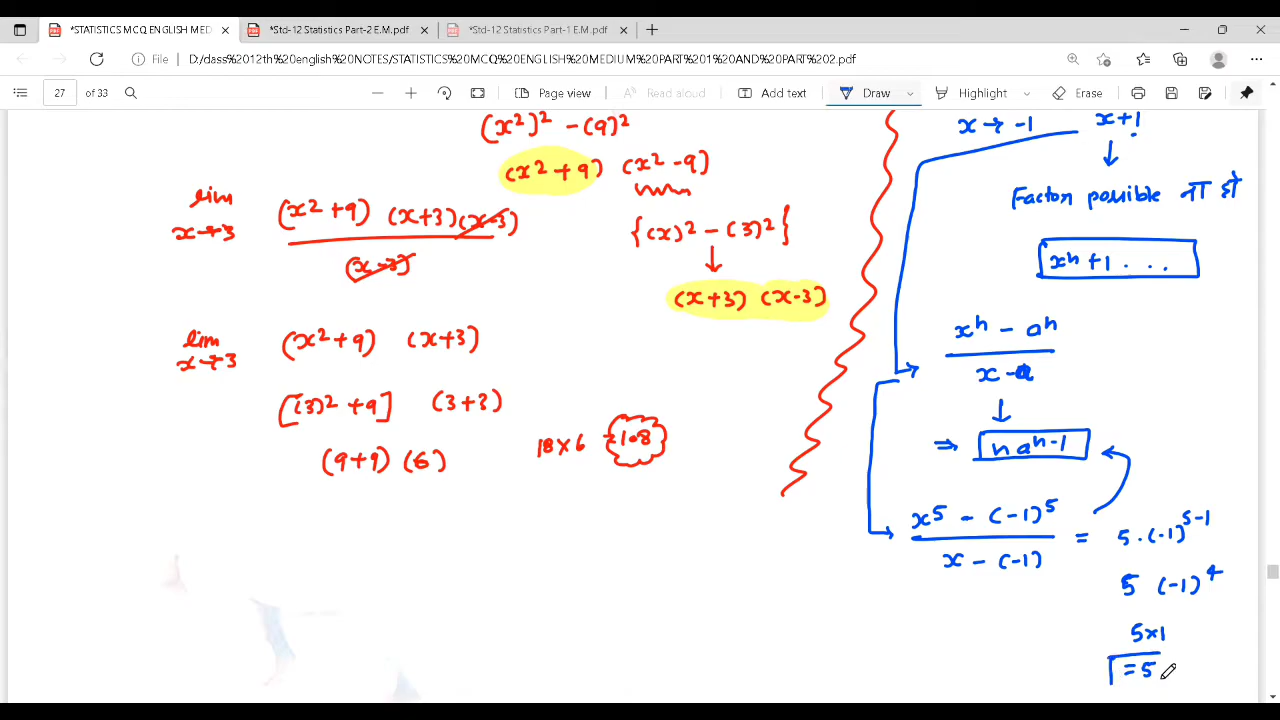 *STATISTICS MCQ ENGLISH MED
*Std-12 Statistics Part-2 E.M.pdf
*Std-12 Statistics Part-1 E.M.pdf
File D:/class%2012th%20english%20NOTES/STATISTICS%20MCQ%20ENGLISH%20MEDIUM%20PART%201%20AND%20PART%202.pdf
27 of 33
Page view
Read aloud
Add text
Draw
Highlight
Erase
(x²)² - (9)²
(x²+9) (x²-9)
lim x→3 (x²+9) (x+3)(x-3)
(x-3)
{(x)² - (3)²}
↓
(x+3) (x-3)
lim x→3 (x²+9) (x+3)
[(3)²+9] (3+3)
(9+9) (6) 18×6 =108
x→-1 x+1
↓
Factor possible
xⁿ+1 . . .
xⁿ - aⁿ
x-a
↓
⇒ n aⁿ⁻¹
x⁵ - (-1)⁵ = 5·(-1)⁵⁻¹
x - (-1)
5 (-1)⁴
5×1
=5